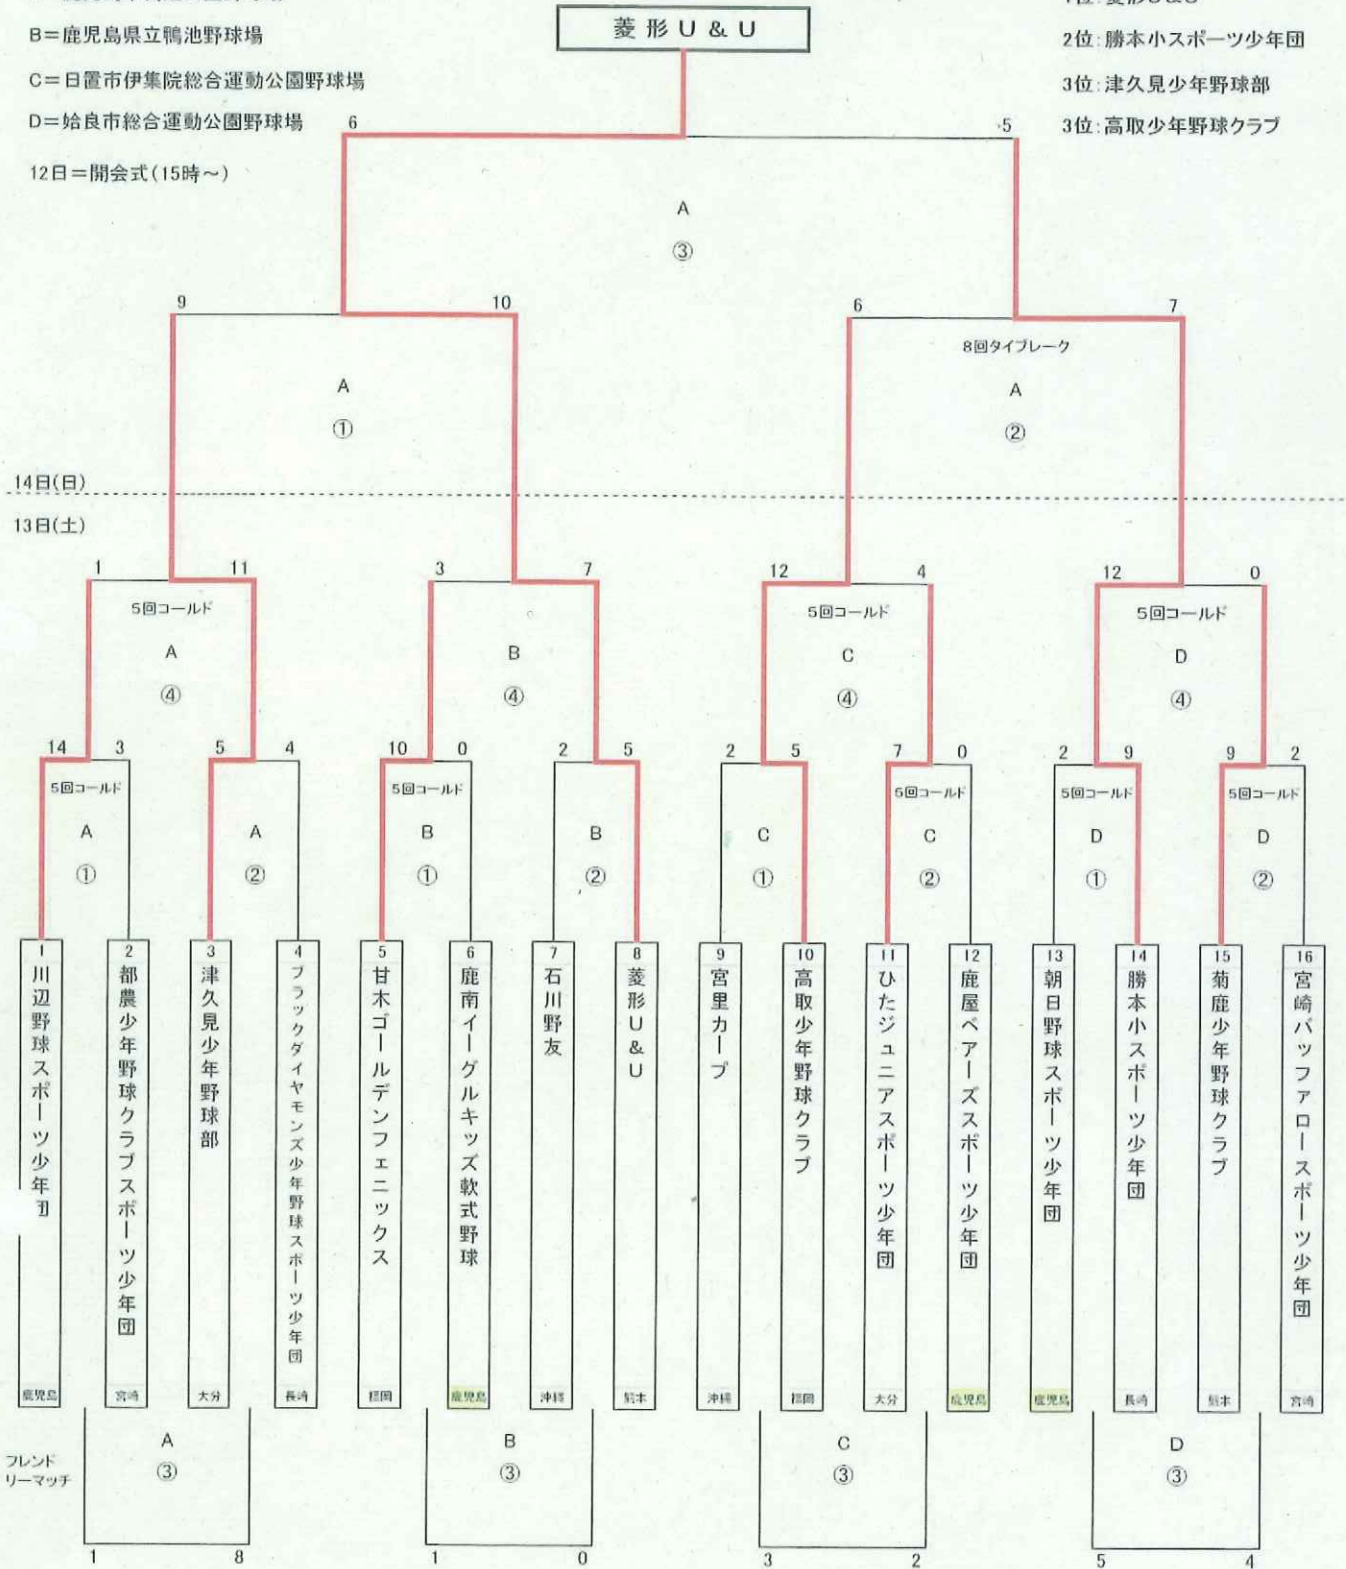 B=鹿児島県立鴨池野球場
C=日置市伊集院総合運動公園野球場
D=姶良市総合運動公園野球場
12日=開会式(15時～)
菱形U&U
2位:勝本小スポーツ少年団
3位:津久見少年野球部
3位:高取少年野球クラブ
6 5
A
③
9 10 6 7
8回タイブレーク
A A
① ②
14日(日)
13日(土)
1 11 3 7 12 4 12 0
5回コールド 5回コールド 5回コールド
A B C D
④ ④ ④ ④
14 3 5 4 10 0 2 5 2 5 7 0 2 9 9 2
5回コールド 5回コールド 5回コールド 5回コールド 5回コールド
A A B B C C D D
① ② ① ② ① ② ① ②
1 川辺野球スポーツ少年団 鹿児島
2 都農少年野球クラブスポーツ少年団 宮崎
3 津久見少年野球部 大分
4 ブラックダイヤモンズ少年野球スポーツ少年団 長崎
5 甘木ゴールデンフェニックス 福岡
6 鹿南イーグルキッズ軟式野球 鹿児島
7 石川野友 沖縄
8 菱形U&U 熊本
9 宮里カープ 沖縄
10 高取少年野球クラブ 福岡
11 ひたジュニアスポーツ少年団 大分
12 鹿屋ベアーズスポーツ少年団 鹿児島
13 朝日野球スポーツ少年団 鹿児島
14 勝本小スポーツ少年団 長崎
15 菊鹿少年野球クラブ 熊本
16 宮崎バッファロースポーツ少年団 宮崎
フレンド
リーマッチ
A B C D
③ ③ ③ ③
1 8 1 0 3 2 5 4